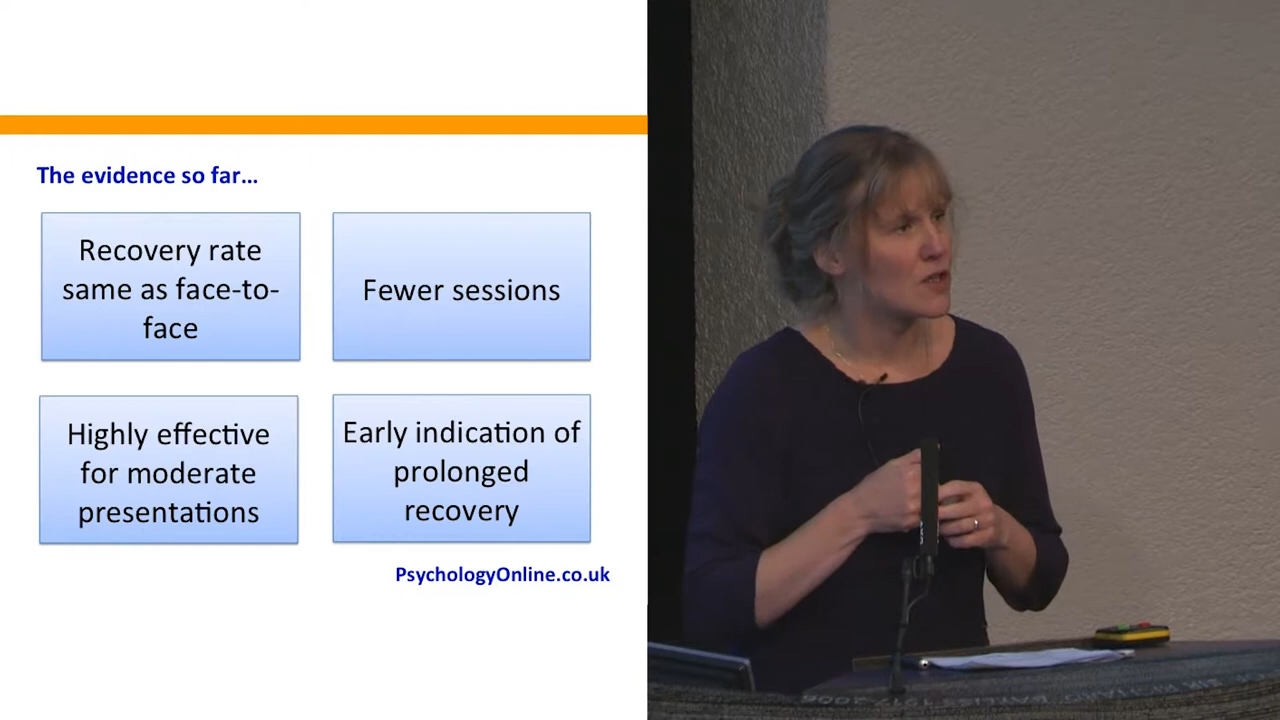 The evidence so far...
Recovery rate
same as face-to-
face
Fewer sessions
Highly effective
for moderate
presentations
Early indication of
prolonged
recovery
PsychologyOnline.co.uk